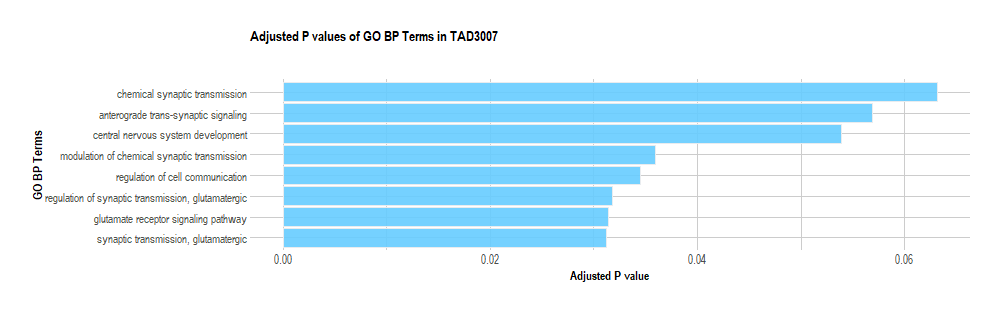 Adjusted P values of GO BP Terms in TAD3007
GO BP Terms
chemical synaptic transmission
anterograde trans-synaptic signaling
central nervous system development
modulation of chemical synaptic transmission
regulation of cell communication
regulation of synaptic transmission, glutamatergic
glutamate receptor signaling pathway
synaptic transmission, glutamatergic
0.00 0.02 0.04 0.06
Adjusted P value